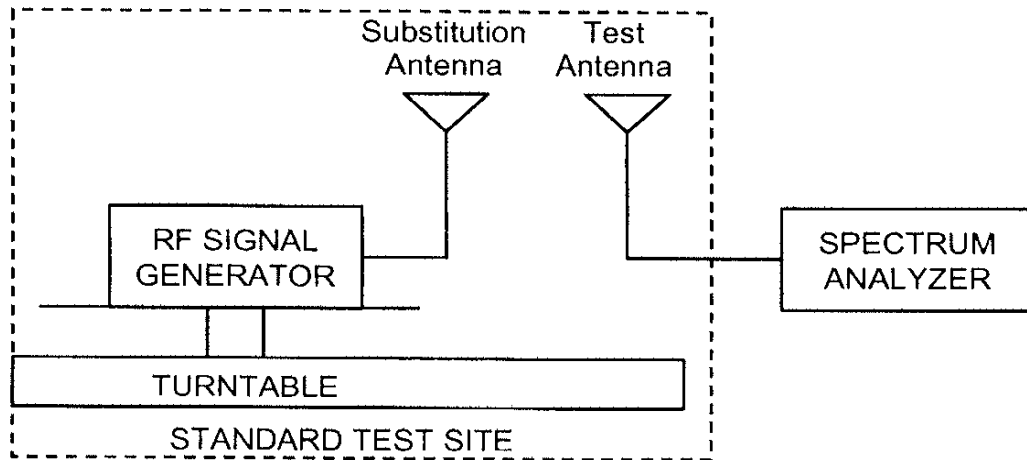 Substitution
Antenna
Test
Antenna
RF SIGNAL
GENERATOR
SPECTRUM
ANALYZER
TURNTABLE
STANDARD TEST SITE